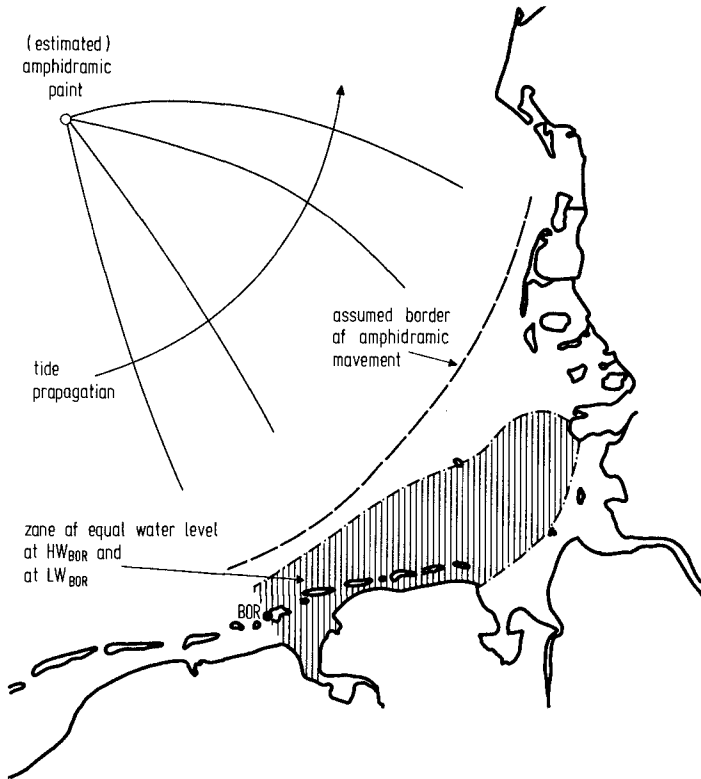 (estimated)
amphidramic
paint
assumed border
af amphidramic
mavement
tide
prapagatian
zane af equal water level
at HWBOR and
at LWBOR
BOR